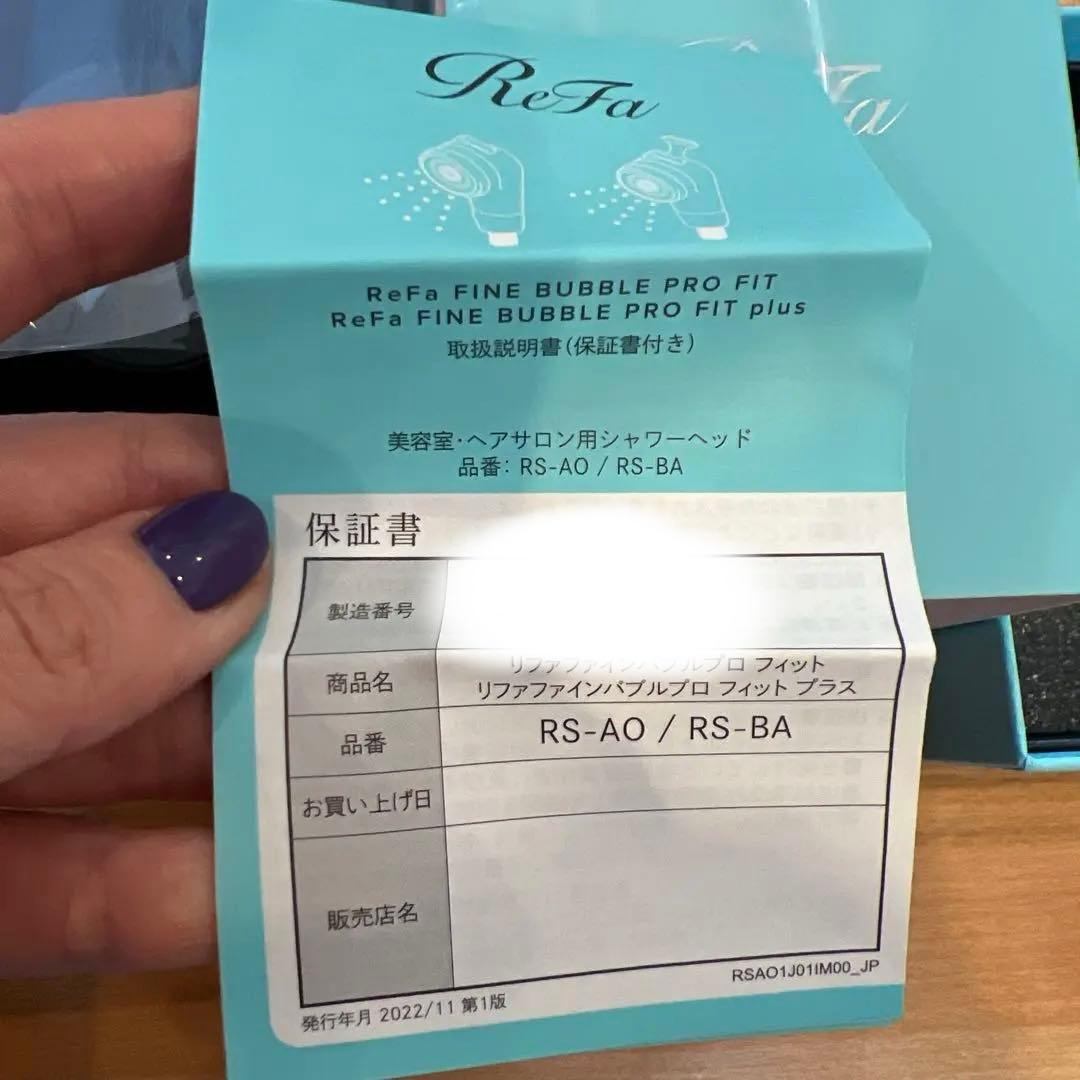 ReFa
Fa
ReFa FINE BUBBLE PRO FIT
ReFa FINE BUBBLE PRO FIT plus
取扱説明書(保証書付き)
美容室・ヘアサロン用シャワーヘッド
品番: RS-AO / RS-BA
保証書
製造番号
商品名
リファファインバブルプロ フィット
リファファインバブルプロ フィット プラス
品番
RS-AO / RS-BA
お買い上げ日
販売店名
RSAO1J01IM00_JP
発行年月 2022/11 第1版